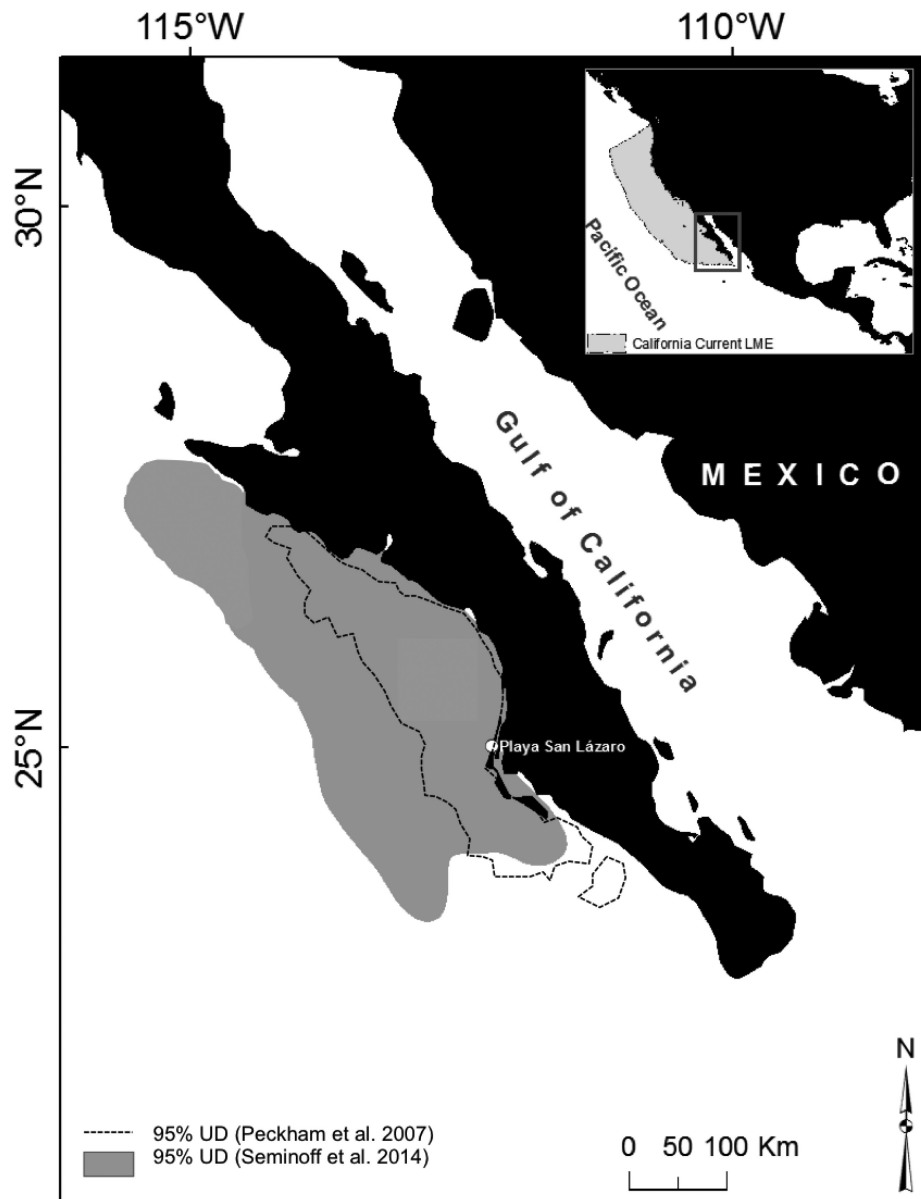 115°W
110°W
30°N
25°N
Pacific Ocean
California Current LME
Gulf of California
MEXICO
Playa San Lázaro
N
95% UD (Peckham et al. 2007)
95% UD (Seminoff et al. 2014)
0 50 100 Km